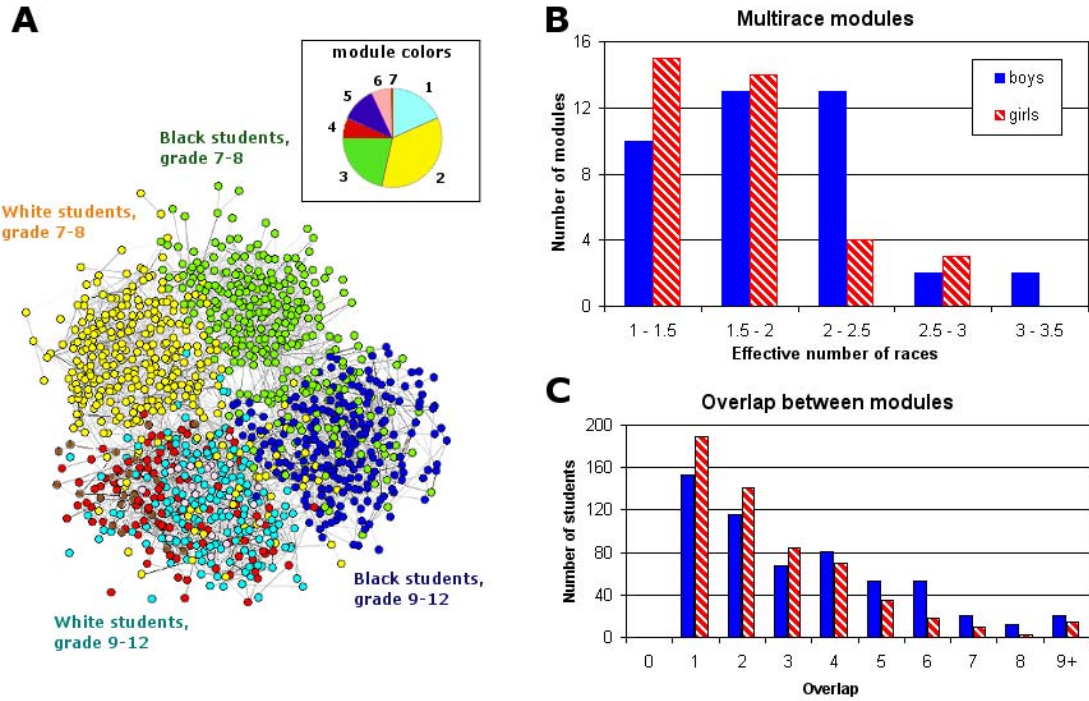 A
module colors
1
2
3
4
5
6
7
Black students,
grade 7-8
White students,
grade 7-8
Black students,
grade 9-12
White students,
grade 9-12
B
Multirace modules
Number of modules
16
12
8
4
0
boys
girls
1 - 1.5
1.5 - 2
2 - 2.5
2.5 - 3
3 - 3.5
Effective number of races
C
Overlap between modules
Number of students
200
160
120
80
40
0
0
1
2
3
4
5
6
7
8
9+
Overlap